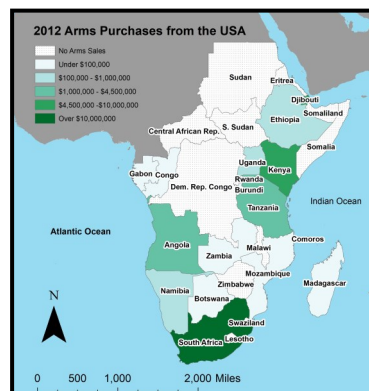 2012 Arms Purchases from the USA
No Arms Sales
Under $100,000
$100,000 - $1,000,000
$1,000,000 - $4,500,000
$4,500,000 -$10,000,000
Over $10,000,000
Sudan
Eritrea
Djibouti
Somaliland
Ethiopia
S. Sudan
Central African Rep.
Somalia
Uganda
Kenya
Gabon
Congo
Rwanda
Dem. Rep. Congo
Burundi
Tanzania
Indian Ocean
Atlantic Ocean
Comoros
Angola
Malawi
Zambia
Mozambique
Zimbabwe
Madagascar
Namibia
Botswana
N
Swaziland
South Africa
Lesotho
0 500 1,000 2,000 Miles